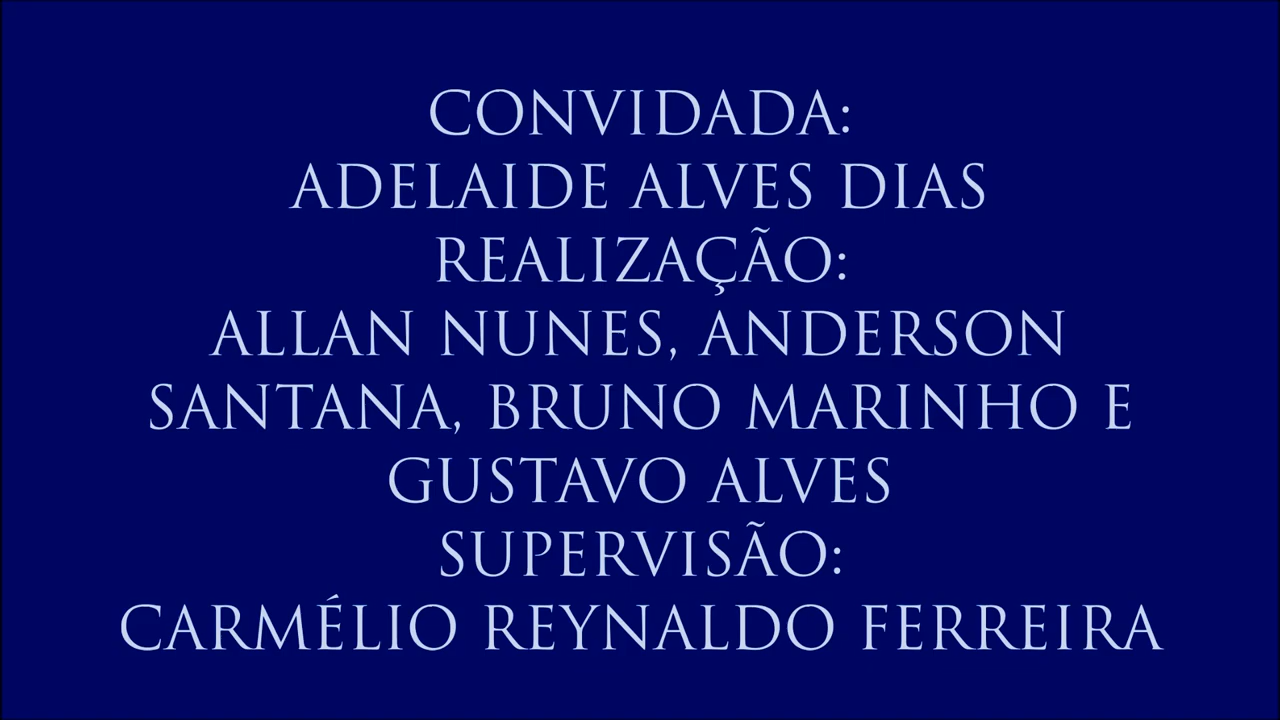 CONVIDADA:
ADELAIDE ALVES DIAS
REALIZAÇÃO:
ALLAN NUNES, ANDERSON
SANTANA, BRUNO MARINHO E
GUSTAVO ALVES
SUPERVISÃO:
CARMÉLIO REYNALDO FERREIRA